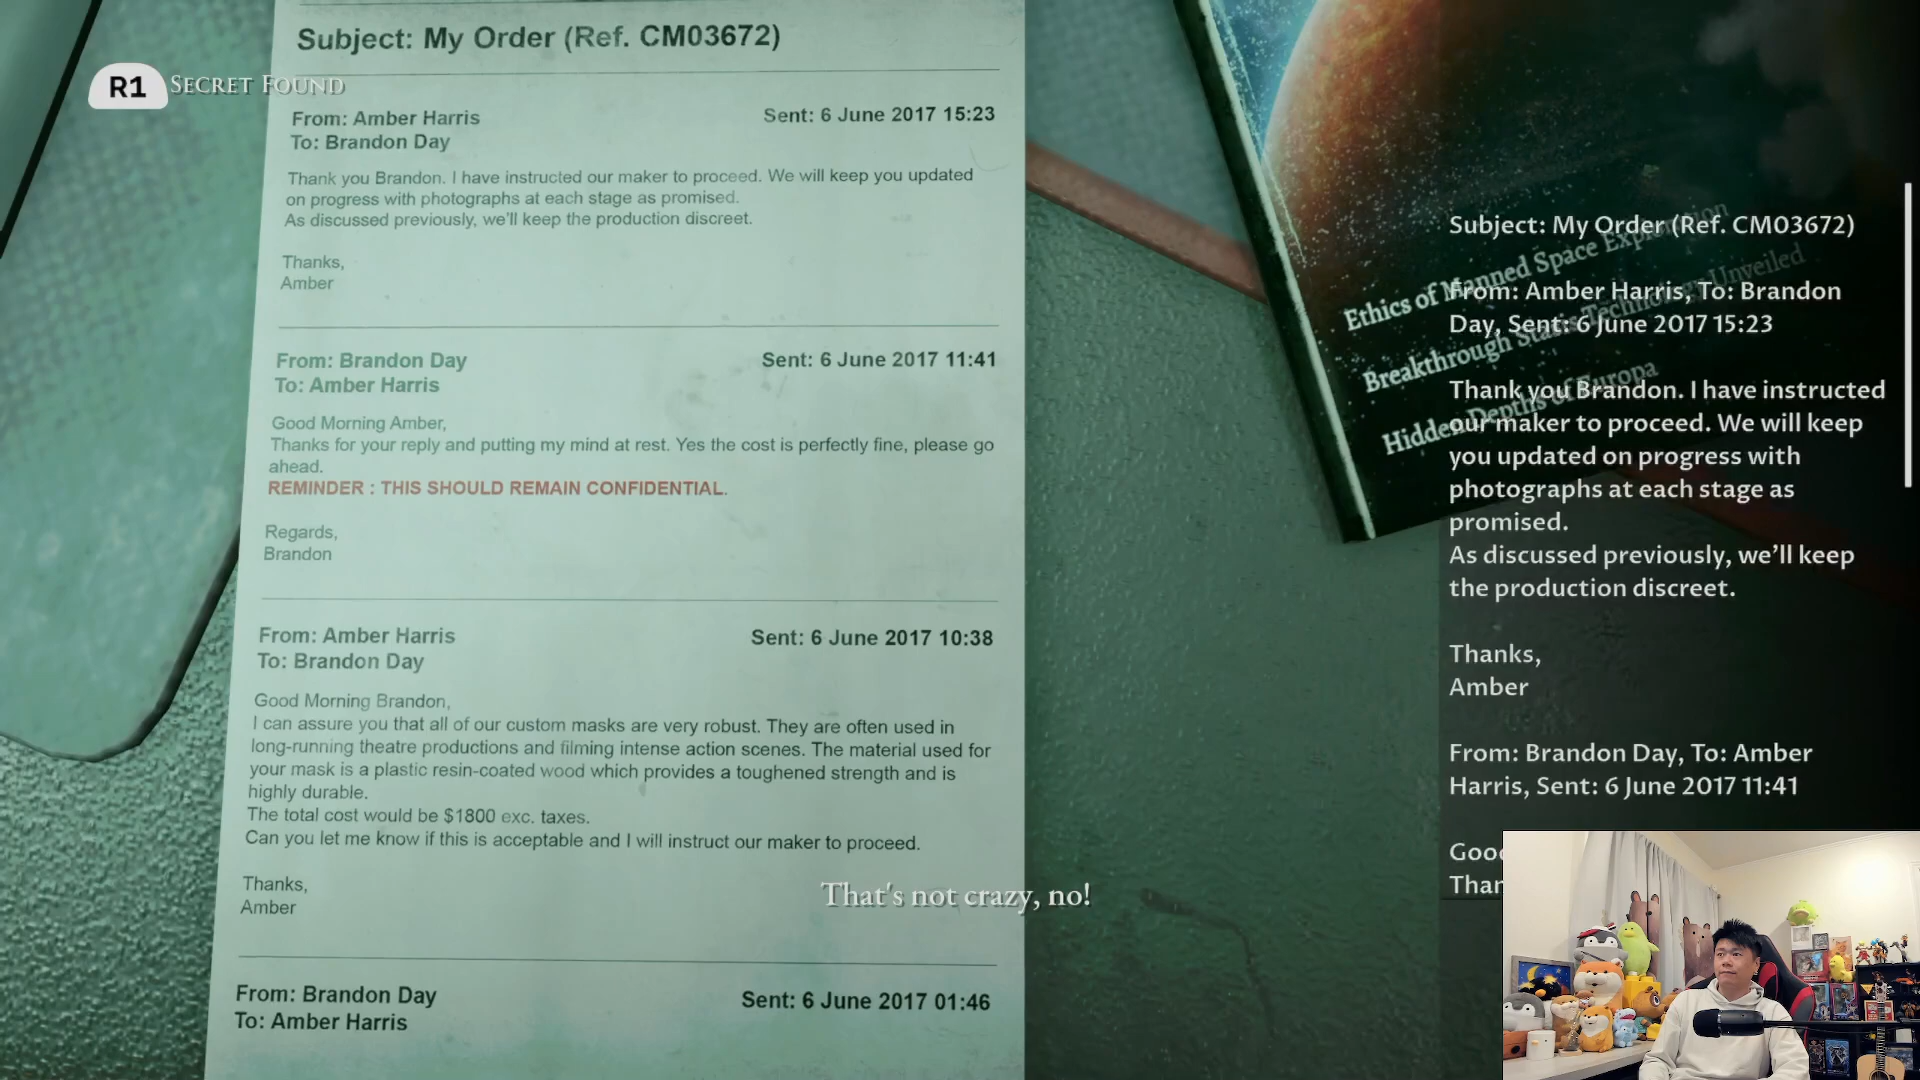 Subject: My Order (Ref. CM03672)
R1 Secret Found
From: Amber Harris
Sent: 6 June 2017 15:23
To: Brandon Day
Thank you Brandon. I have instructed our maker to proceed. We will keep you updated
on progress with photographs at each stage as promised.
As discussed previously, we'll keep the production discreet.
Thanks,
Amber
From: Brandon Day
Sent: 6 June 2017 11:41
To: Amber Harris
Good Morning Amber,
Thanks for your reply and putting my mind at rest. Yes the cost is perfectly fine, please go
ahead.
REMINDER : THIS SHOULD REMAIN CONFIDENTIAL.
Regards,
Brandon
From: Amber Harris
Sent: 6 June 2017 10:38
To: Brandon Day
Good Morning Brandon,
I can assure you that all of our custom masks are very robust. They are often used in
long-running theatre productions and filming intense action scenes. The material used for
your mask is a plastic resin-coated wood which provides a toughened strength and is
highly durable.
The total cost would be $1800 exc. taxes.
Can you let me know if this is acceptable and I will instruct our maker to proceed.
Thanks,
Amber
From: Brandon Day
Sent: 6 June 2017 01:46
To: Amber Harris
That's not crazy, no!
Ethics of Manned Space Exploration
Breakthrough Stasis Technology Unveiled
Hidden Depths of Europa
Subject: My Order (Ref. CM03672)
From: Amber Harris, To: Brandon
Day, Sent: 6 June 2017 15:23
Thank you Brandon. I have instructed
our maker to proceed. We will keep
you updated on progress with
photographs at each stage as
promised.
As discussed previously, we'll keep
the production discreet.
Thanks,
Amber
From: Brandon Day, To: Amber
Harris, Sent: 6 June 2017 11:41